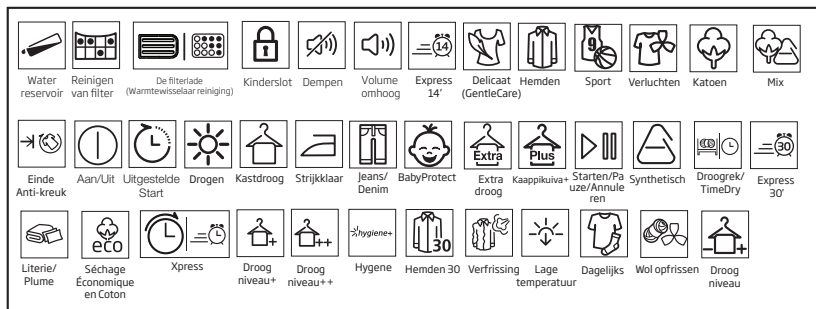 14
9
Water
reservoir
Reinigen
van filter
De filterlade
(Warmtewisselaar reiniging)
Kinderslot
Dempen
Volume
omhoog
Express
14'
Delicaat
(GentleCare)
Hemden
Sport
Verluchten
Katoen
Mix
Extra
Plus
30
Einde
Anti-kreuk
Aan/Uit
Uitgestelde
Start
Drogen
Kastdroog
Strijkklaar
Jeans/
Denim
BabyProtect
Extra
droog
Kaappikuiva+
Starten/Pa
uze/Annule
ren
Synthetisch
Droogrek/
TimeDry
Express
30'
eco
+
++
hygiene+
30
- +
Literie/
Plume
Séchage
Économique
en Coton
Xpress
Droog
niveau+
Droog
niveau++
Hygene
Hemden 30
Verfrissing
Lage
temperatuur
Dagelijks
Wol opfrissen
Droog
niveau